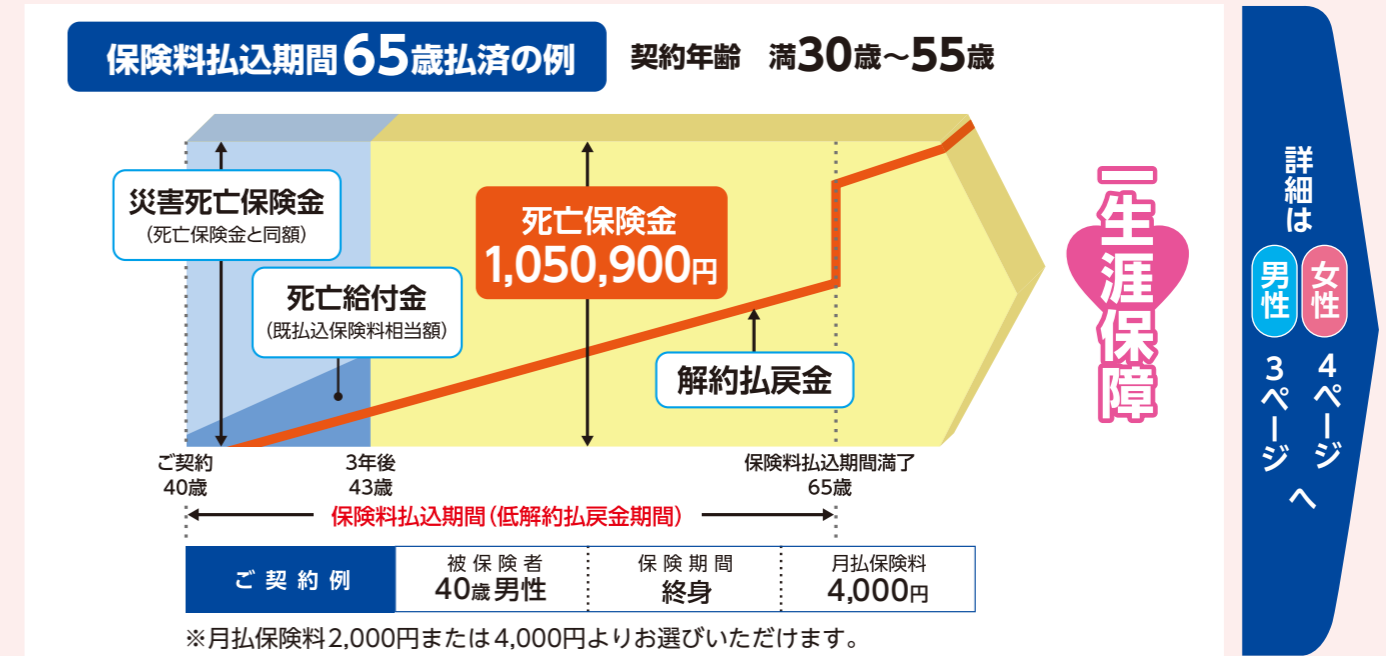 保険料払込期間65歳払済の例
契約年齢 満30歳～55歳
災害死亡保険金
(死亡保険金と同額)
死亡給付金
(既払込保険料相当額)
死亡保険金
1,050,900円
解約払戻金
一生涯保障
ご契約
40歳
3年後
43歳
保険料払込期間満了
65歳
保険料払込期間(低解約払戻金期間)
ご契約例
被保険者
40歳男性
保険期間
終身
月払保険料
4,000円
※月払保険料2,000円または4,000円よりお選びいただけます。
詳細は
女性 4ページ
男性 3ページ
へ